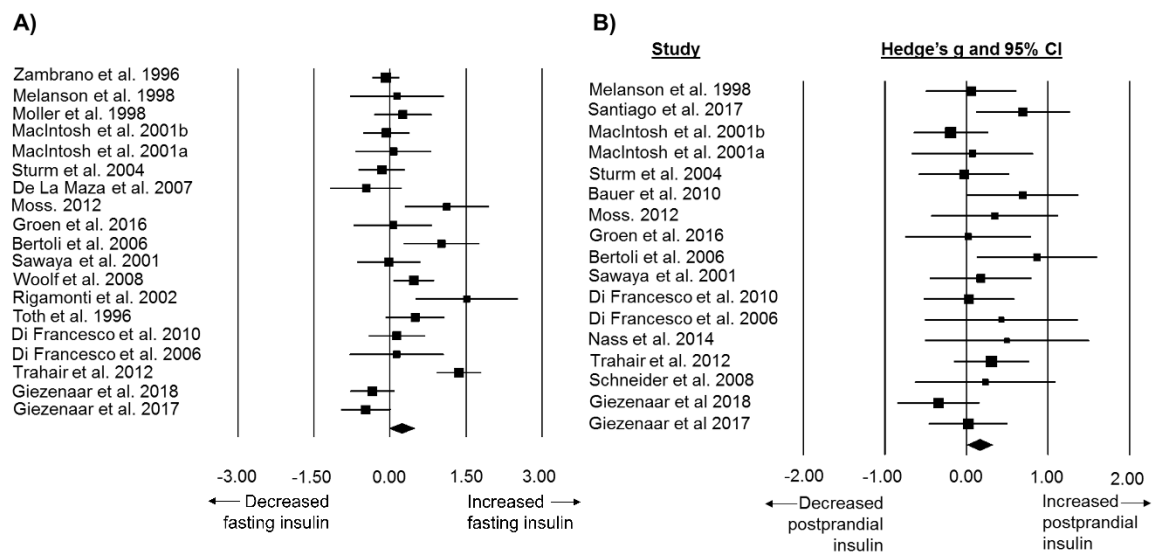 A)
Zambrano et al. 1996
Melanson et al. 1998
Moller et al. 1998
MacIntosh et al. 2001b
MacIntosh et al. 2001a
Sturm et al. 2004
De La Maza et al. 2007
Moss. 2012
Groen et al. 2016
Bertoli et al. 2006
Sawaya et al. 2001
Woolf et al. 2008
Rigamonti et al. 2002
Toth et al. 1996
Di Francesco et al. 2010
Di Francesco et al. 2006
Trahair et al. 2012
Giezenaar et al. 2018
Giezenaar et al. 2017
-3.00 -1.50 0.00 1.50 3.00
Decreased
fasting insulin
Increased
fasting insulin
B)
Study Hedge's g and 95% CI
Melanson et al. 1998
Santiago et al. 2017
MacIntosh et al. 2001b
MacIntosh et al. 2001a
Sturm et al. 2004
Bauer et al. 2010
Moss. 2012
Groen et al. 2016
Bertoli et al. 2006
Sawaya et al. 2001
Di Francesco et al. 2010
Di Francesco et al. 2006
Nass et al. 2014
Trahair et al. 2012
Schneider et al. 2008
Giezenaar et al 2018
Giezenaar et al 2017
-2.00 -1.00 0.00 1.00 2.00
Decreased
postprandial
insulin
Increased
postprandial
insulin